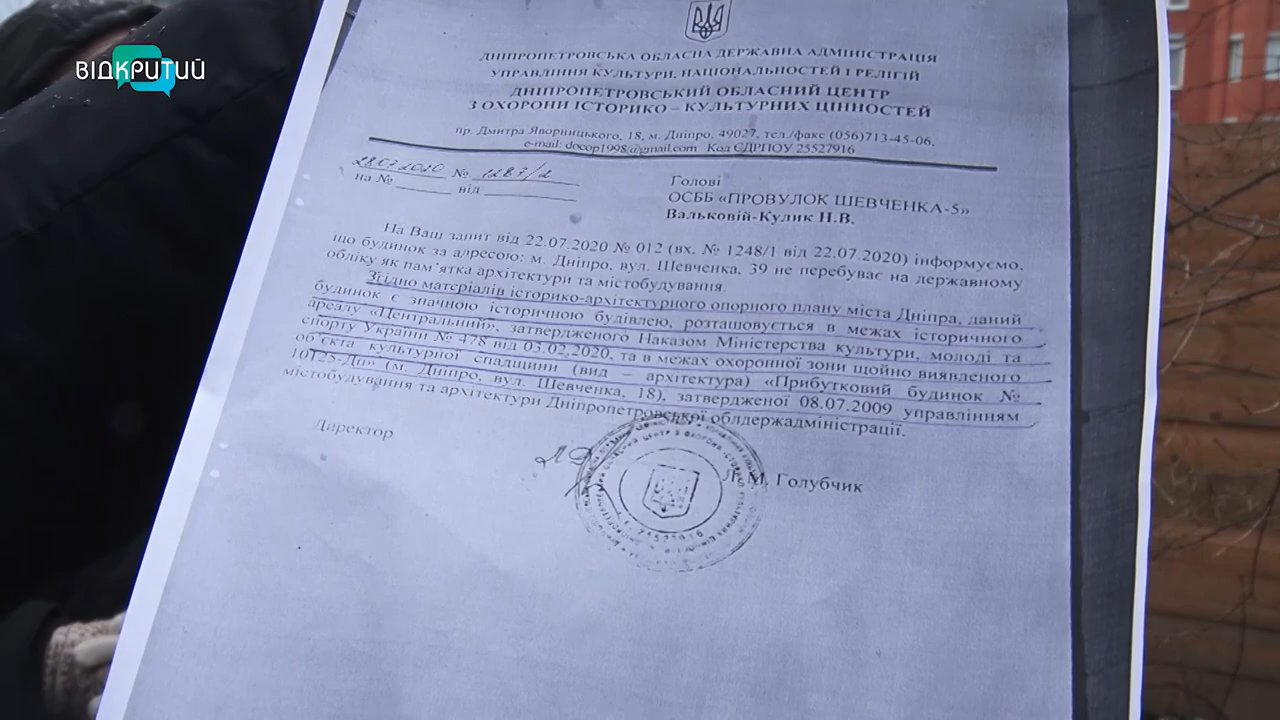 ВІДКРИТИЙ
ДНІПРОПЕТРОВСЬКА ОБЛАСНА ДЕРЖАВНА АДМІНІСТРАЦІЯ
УПРАВЛІННЯ КУЛЬТУРИ, НАЦІОНАЛЬНОСТЕЙ І РЕЛІГІЙ
ДНІПРОПЕТРОВСЬКИЙ ОБЛАСНИЙ ЦЕНТР
З ОХОРОНИ ІСТОРИКО – КУЛЬТУРНИХ ЦІННОСТЕЙ
пр. Дмитра Яворницького, 18, м. Дніпро, 49027, тел./факс (056)713-45-06,
e-mail: docop1998@gmail.com Код ЄДРПОУ 25527916
28.07.2020 № 1287/1
на № ______ від ____________
Голові
ОСББ «ПРОВУЛОК ШЕВЧЕНКА-5»
Вальковій-Кулик Н.В.
На Ваш запит від 22.07.2020 № 012 (вх. № 1248/1 від 22.07.2020) інформуємо,
що будинок за адресою: м. Дніпро, вул. Шевченка, 39 не перебуває на державному
обліку як пам’ятка архітектури та містобудування.
Згідно матеріалів історико-архітектурного опорного плану міста Дніпра, даний
будинок є значною історичною будівлею, розташовується в межах історичного
ареалу «Центральний», затвердженого Наказом Міністерства культури, молоді та
спорту України № 478 від 03.02.2020, та в межах охоронної зони щойно виявленого
об’єкта культурної спадщини (вид – архітектура) «Прибутковий будинок №
10125-Дп» (м. Дніпро, вул. Шевченка, 18), затвердженої 08.07.2009 управлінням
містобудування та архітектури Дніпропетровської облдержадміністрації.
Директор
Л. М. Голубчик
25527916